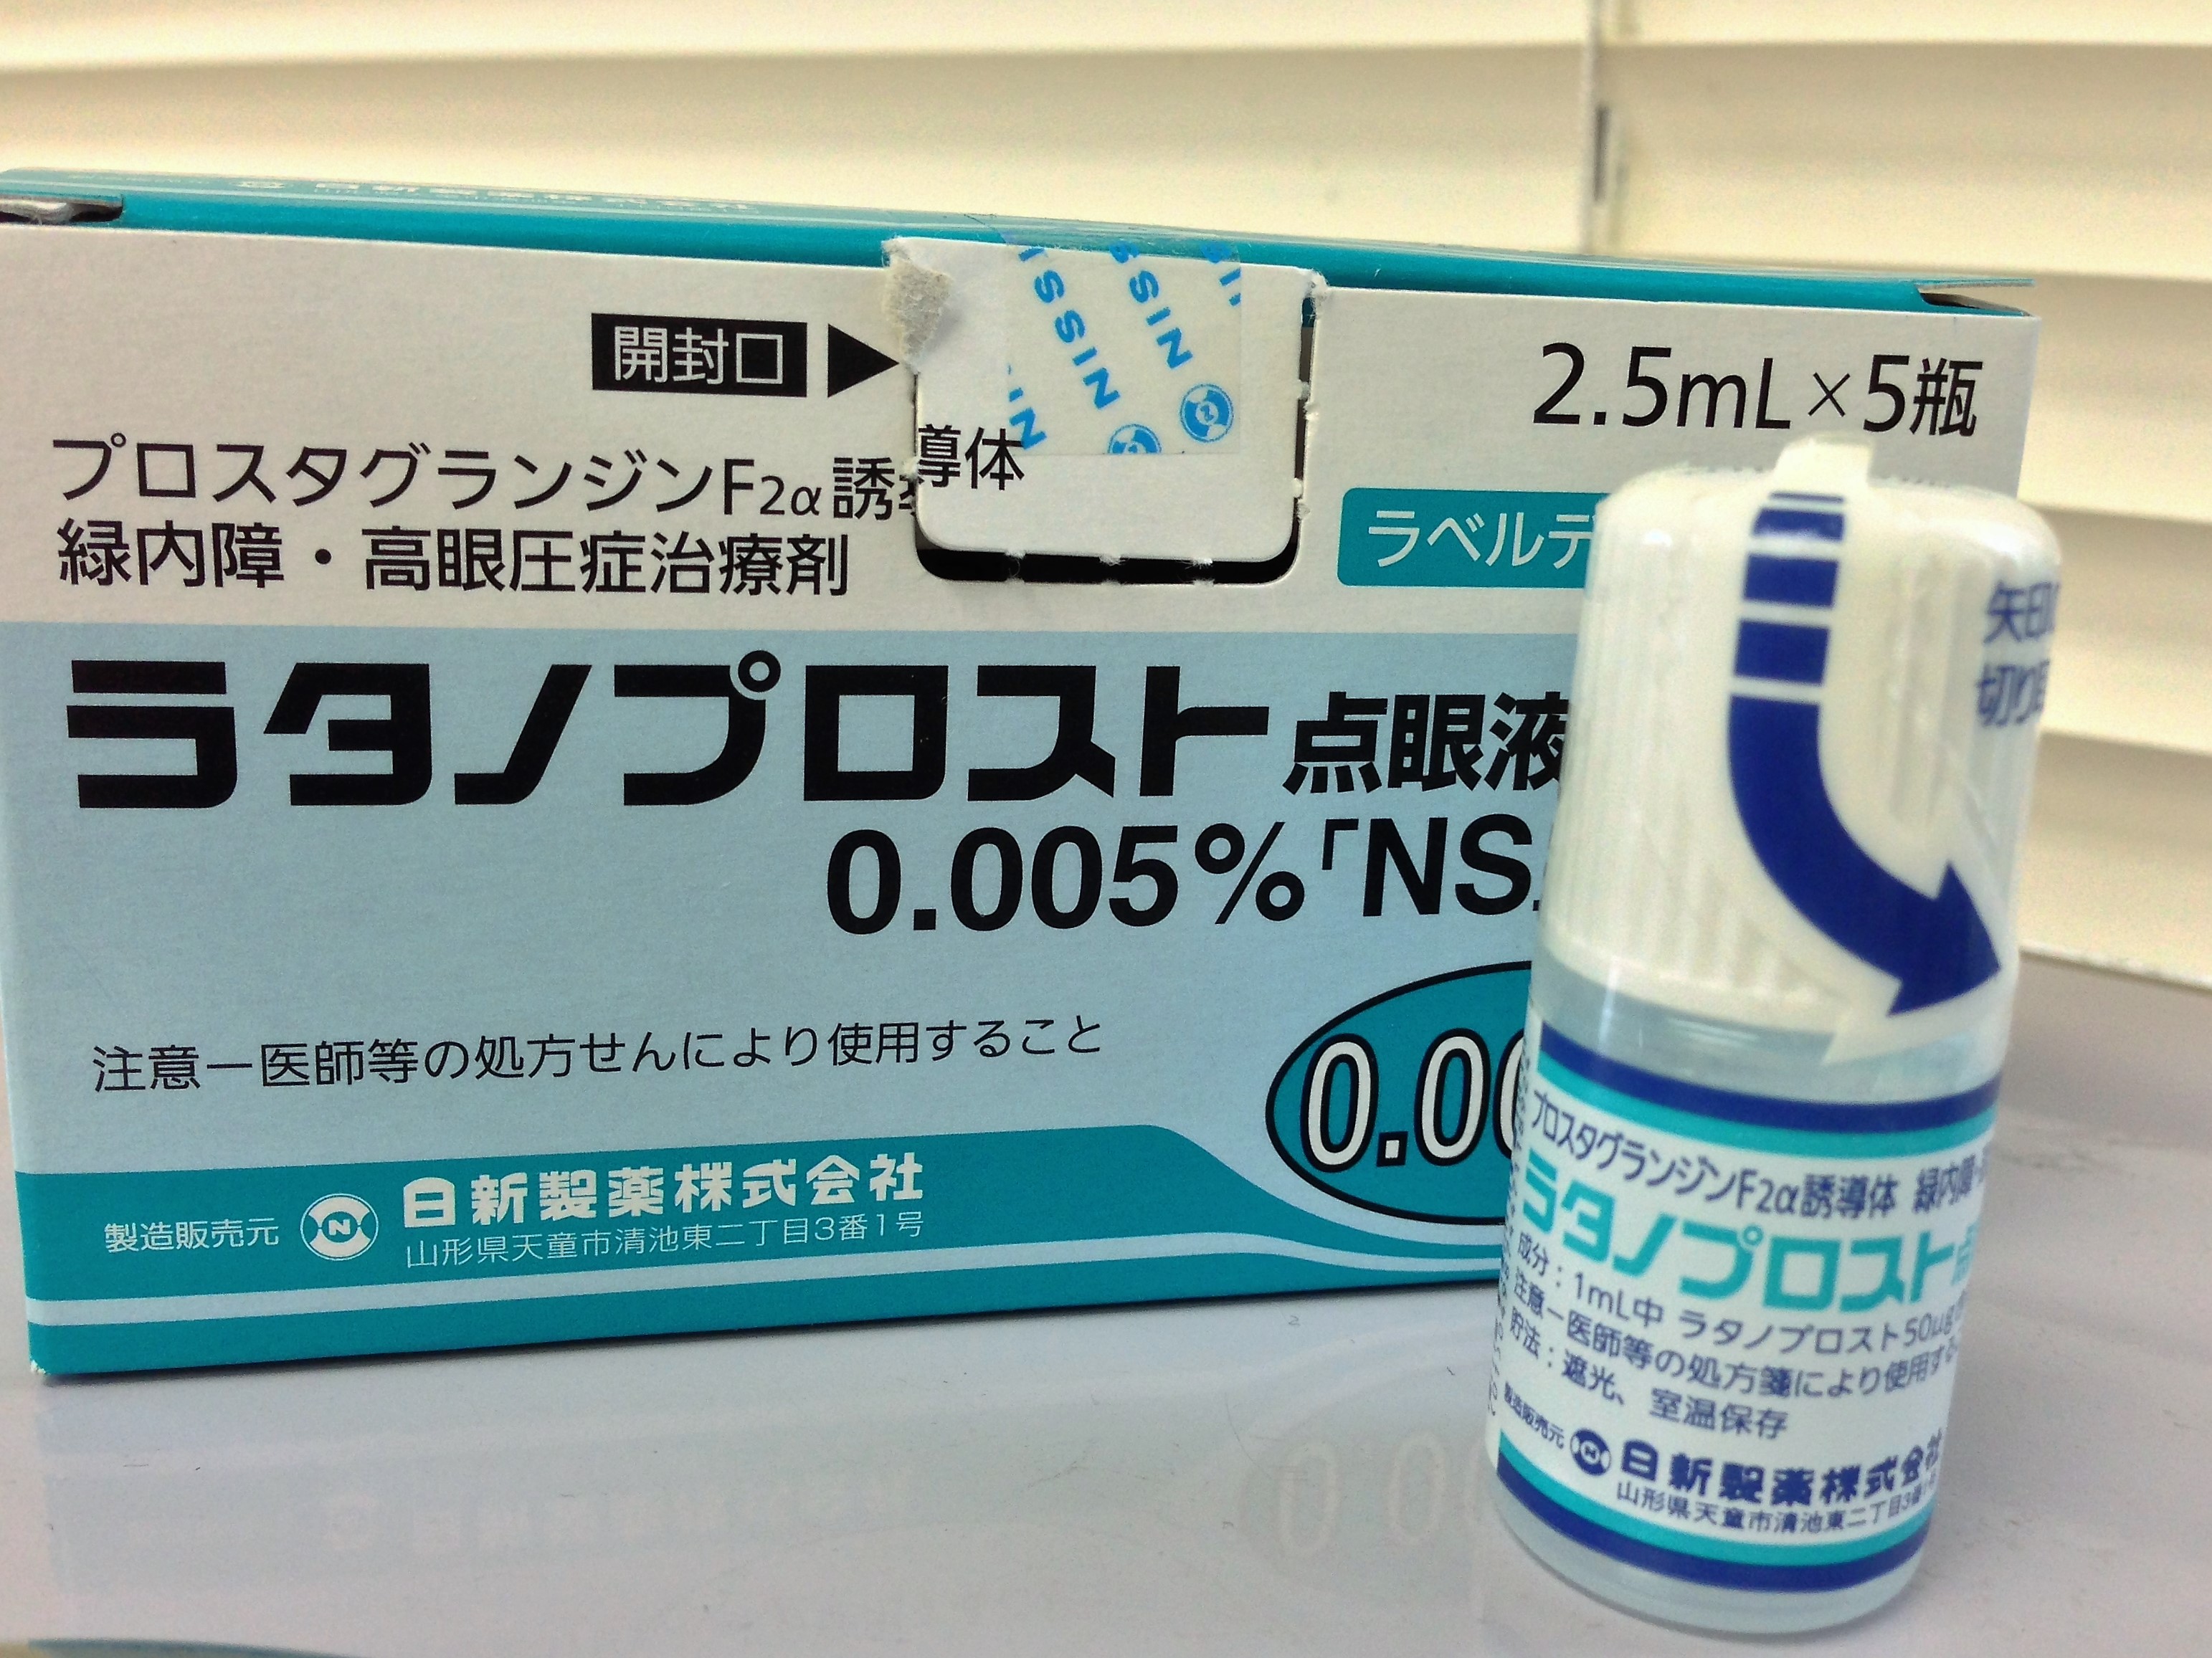 開封口
NISSIN
NISSIN
2.5mL×5瓶
プロスタグランジンF2α誘導体
緑内障・高眼圧症治療剤
ラベルデ
ラタノプロスト点眼液
0.005%「NS」
注意－医師等の処方せんにより使用すること
0.00
製造販売元 日新製薬株式会社
山形県天童市清池東二丁目3番1号
矢印
切り
プロスタグランジンF2α誘導体 緑内障・
ラタノプロスト点
成分：1mL中 ラタノプロスト50μg
注意－医師等の処方箋により使用する
貯法：遮光、室温保存
製造販売元 日新製薬株式会社
山形県天童市清池東二丁目3番1号